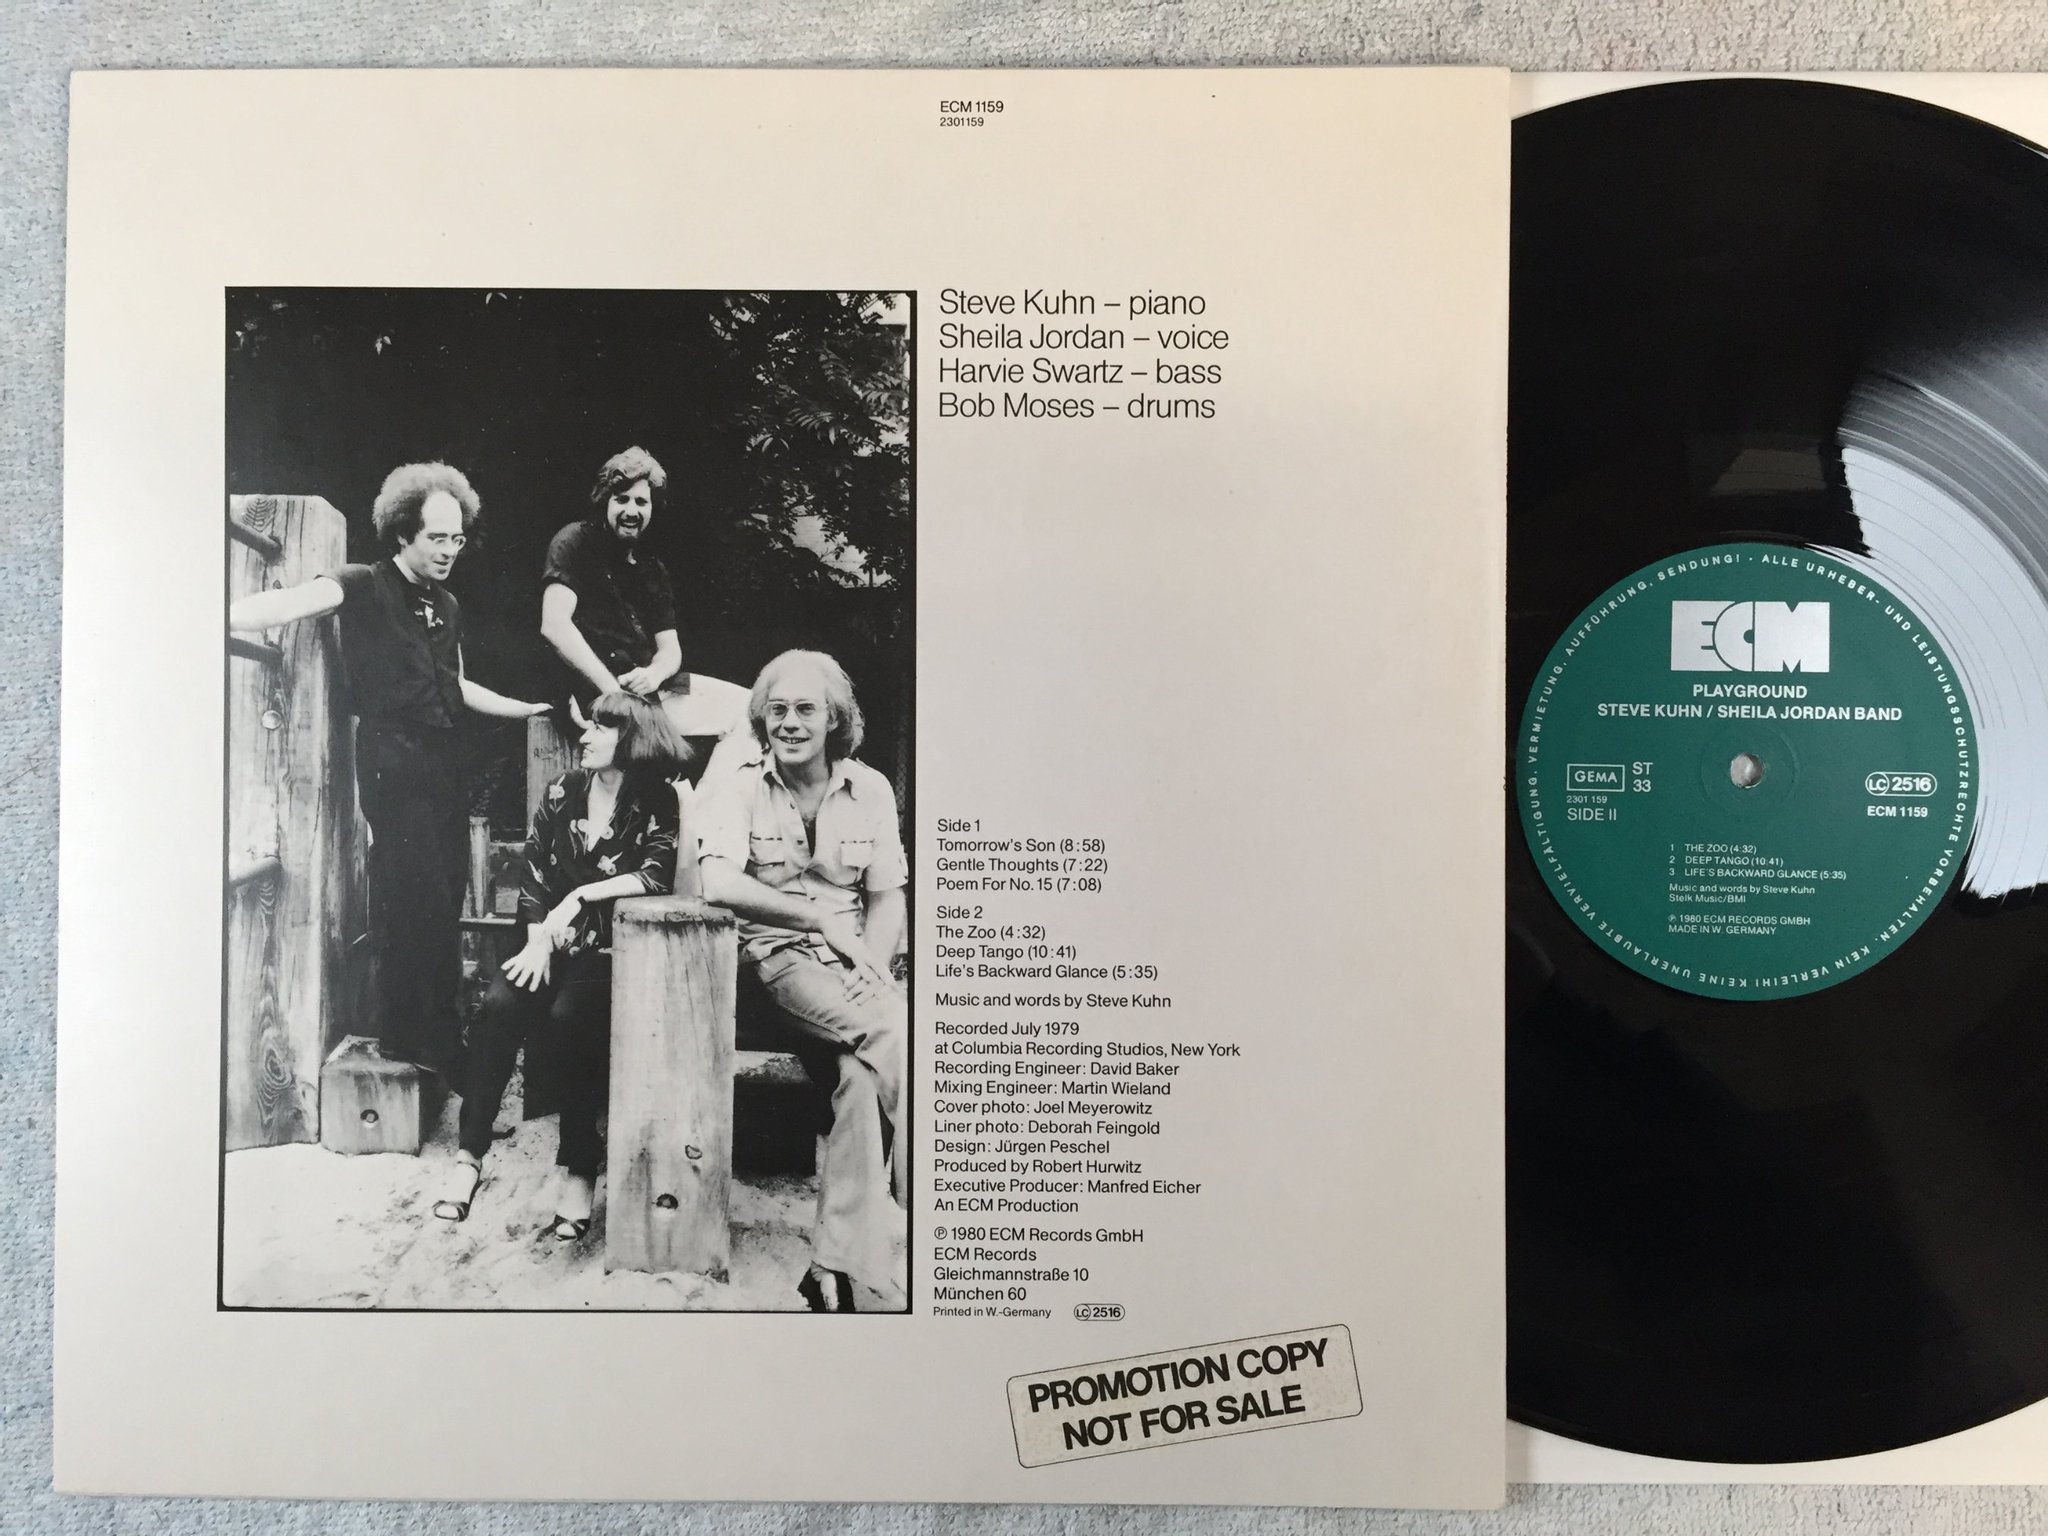 ECM 1159
2301159
Steve Kuhn – piano
Sheila Jordan – voice
Harvie Swartz – bass
Bob Moses – drums
Side 1
Tomorrow's Son (8:58)
Gentle Thoughts (7:22)
Poem For No. 15 (7:08)
Side 2
The Zoo (4:32)
Deep Tango (10:41)
Life's Backward Glance (5:35)
Music and words by Steve Kuhn
Recorded July 1979
at Columbia Recording Studios, New York
Recording Engineer: David Baker
Mixing Engineer: Martin Wieland
Cover photo: Joel Meyerowitz
Liner photo: Deborah Feingold
Design: Jürgen Peschel
Produced by Robert Hurwitz
Executive Producer: Manfred Eicher
An ECM Production
℗ 1980 ECM Records GmbH
ECM Records
Gleichmannstraße 10
München 60
Printed in W.-Germany LC 2516
PROMOTION COPY
NOT FOR SALE
ALLE URHEBER- UND LEISTUNGSSCHUTZRECHTE VORBEHALTEN. KEIN VERLEIH! KEINE UNERLAUBTE VERVIELFÄLTIGUNG, VERMIETUNG, AUFFÜHRUNG, SENDUNG! ·
ECM
PLAYGROUND
STEVE KUHN / SHEILA JORDAN BAND
GEMA ST 33
2301 159
SIDE II
LC 2516
ECM 1159
1 THE ZOO (4:32)
2 DEEP TANGO (10:41)
3 LIFE'S BACKWARD GLANCE (5:35)
Music and words by Steve Kuhn
Stelk Music/BMI
℗ 1980 ECM RECORDS GMBH
MADE IN W. GERMANY